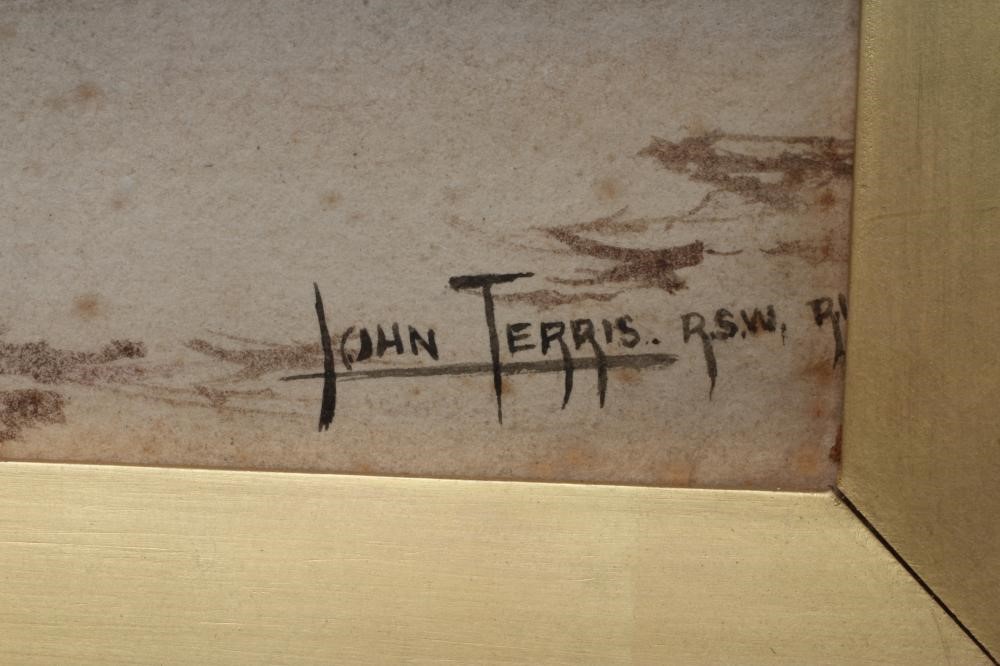 JOHN TERRIS. R.S.W. R